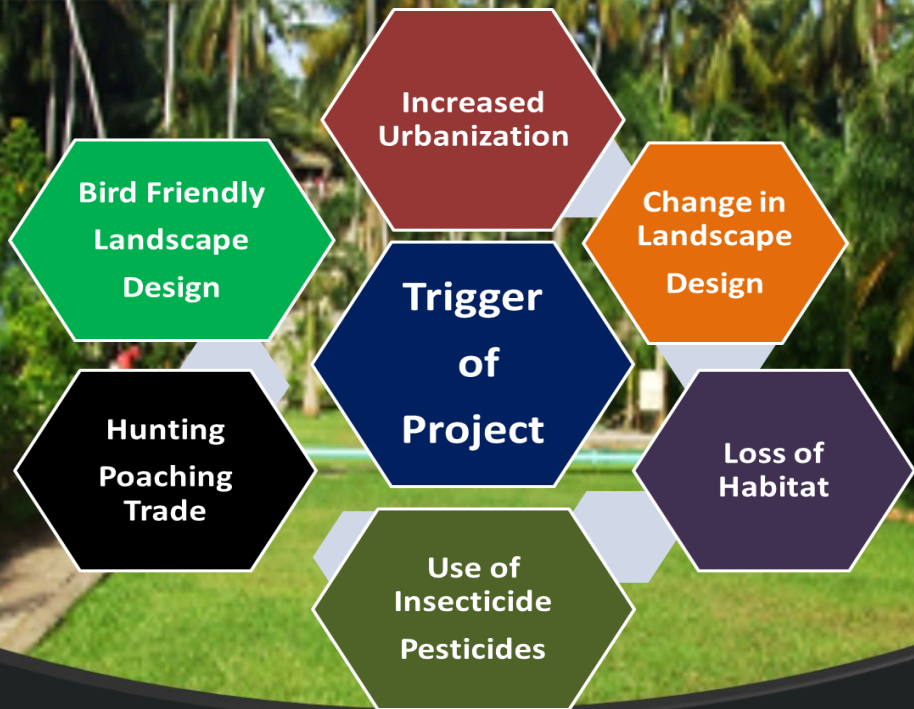 Increased
Urbanization
Bird Friendly
Landscape
Design
Change in
Landscape
Design
Trigger
of
Project
Hunting
Poaching
Trade
Loss of
Habitat
Use of
Insecticide
Pesticides